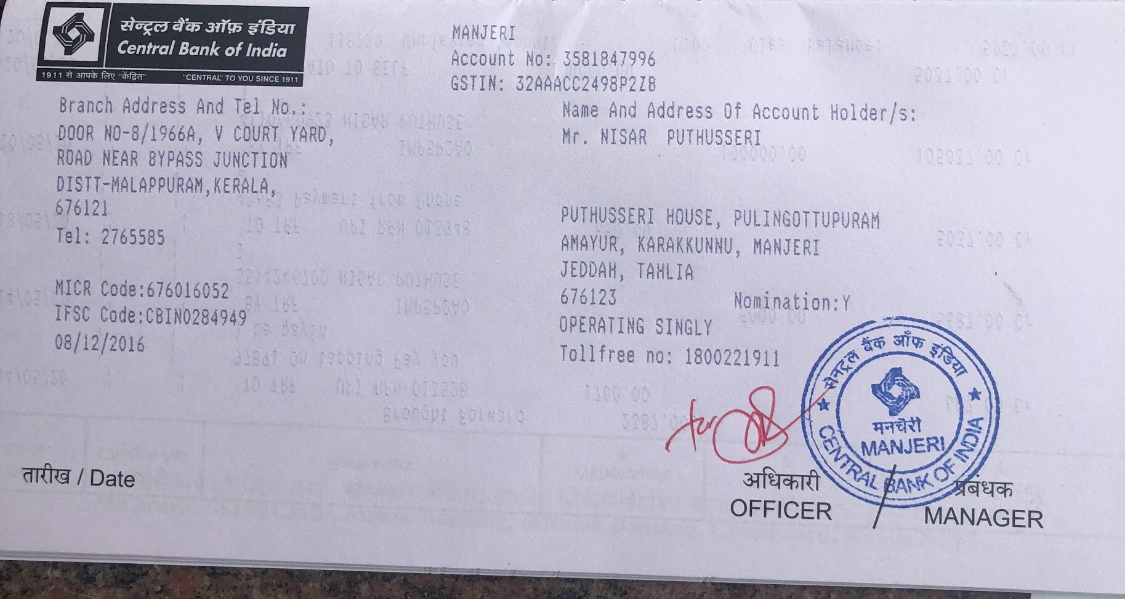 सेन्ट्रल बैंक ऑफ़ इंडिया
Central Bank of India
1911 से आपके लिए "केंद्रित" "CENTRAL" TO YOU SINCE 1911
MANJERI
Account No: 3581847996
GSTIN: 32AAACC2498P2ZB
Branch Address And Tel No.:
DOOR NO-8/1966A, V COURT YARD,
ROAD NEAR BYPASS JUNCTION
DISTT-MALAPPURAM,KERALA,
676121
Tel: 2765585
MICR Code:676016052
IFSC Code:CBIN0284949
08/12/2016
Name And Address Of Account Holder/s:
Mr. NISAR PUTHUSSERI
PUTHUSSERI HOUSE, PULINGOTTUPURAM
AMAYUR, KARAKKUNNU, MANJERI
JEDDAH, TAHLIA
676123 Nomination:Y
OPERATING SINGLY
Tollfree no: 1800221911
for
सेन्ट्रल बैंक ऑफ इंडिया
मनचेरी
MANJERI
CENTRAL BANK OF INDIA
तारीख / Date
अधिकारी / प्रबंधक
OFFICER / MANAGER